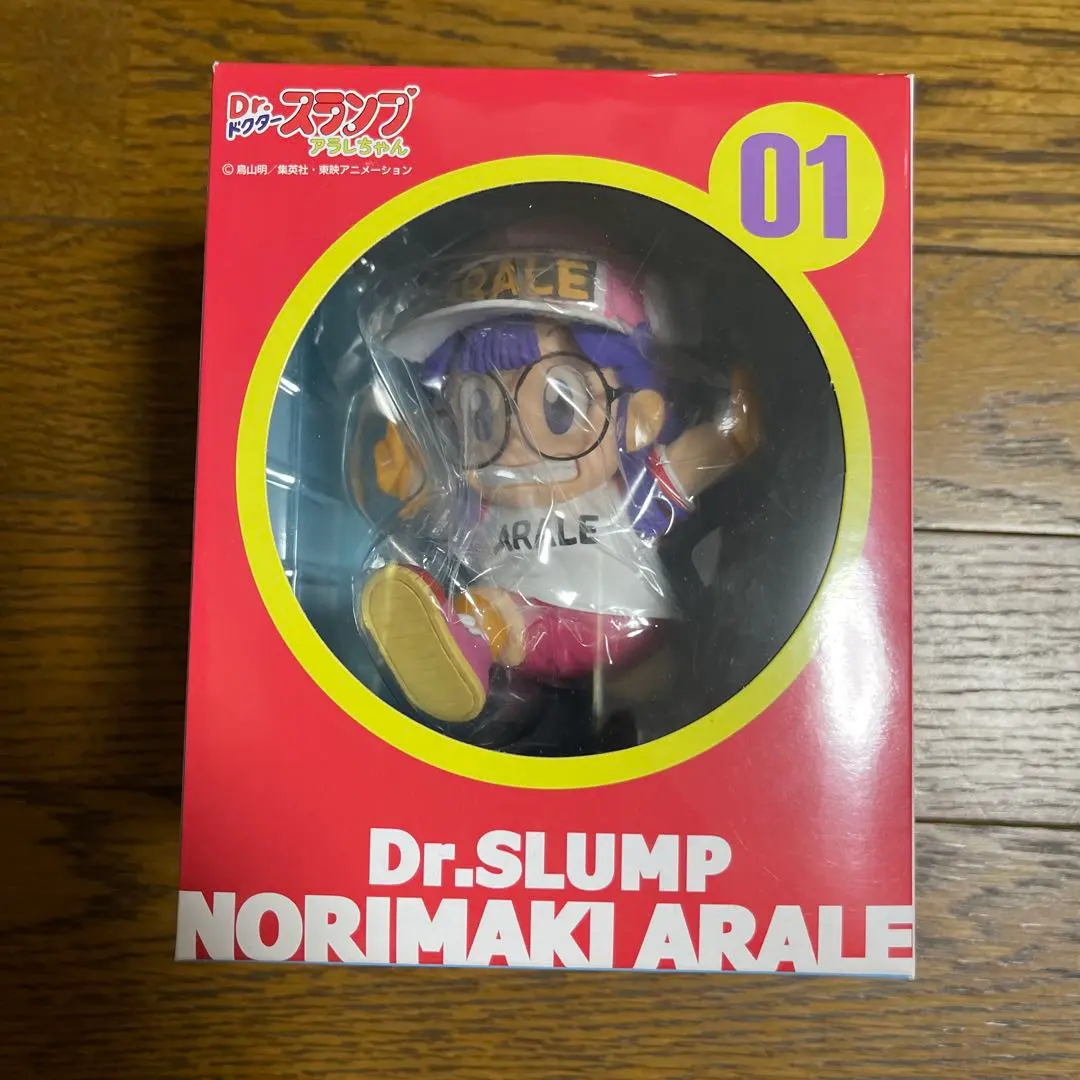 Dr.スランプ
ドクター
アラレちゃん
© 鳥山明／集英社・東映アニメーション
01
ARALE
ARALE
Dr.SLUMP
NORIMAKI ARALE